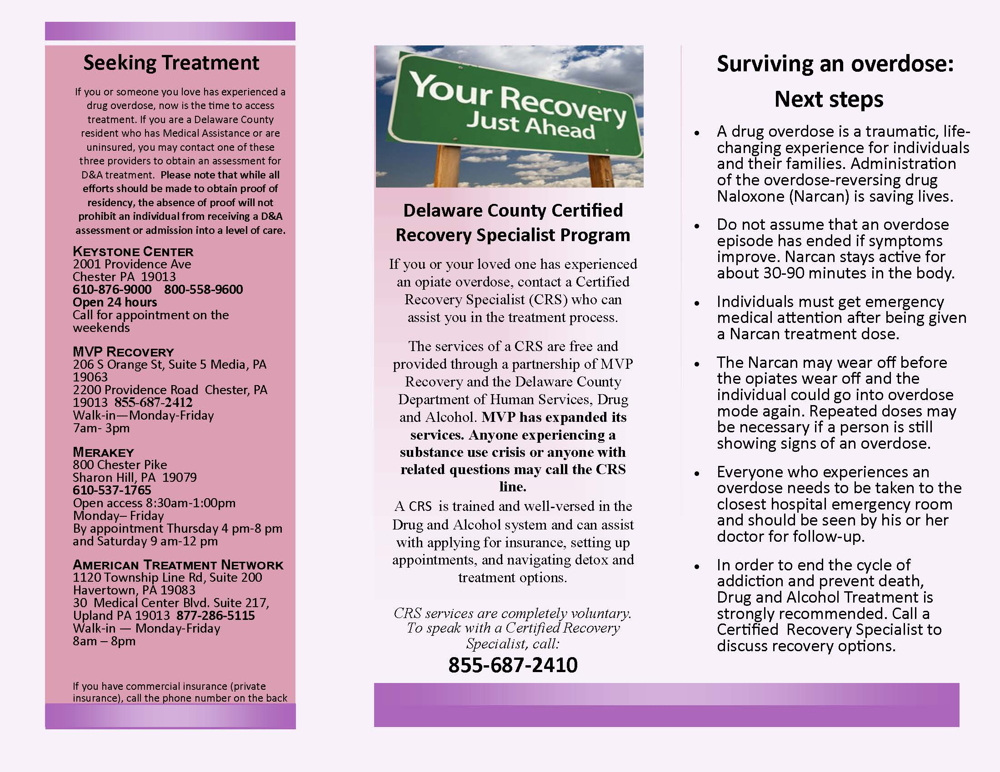 Seeking Treatment
If you or someone you love has experienced a
drug overdose, now is the time to access
treatment. If you are a Delaware County
resident who has Medical Assistance or are
uninsured, you may contact one of these
three providers to obtain an assessment for
D&A treatment.  Please note that while all
efforts should be made to obtain proof of
residency, the absence of proof will not
prohibit an individual from receiving a D&A
assessment or admission into a level of care.
KEYSTONE CENTER
2001 Providence Ave
Chester PA  19013
610-876-9000    800-558-9600
Open 24 hours
Call for appointment on the
weekends
MVP RECOVERY
206 S Orange St, Suite 5 Media, PA
19063
2200 Providence Road  Chester, PA
19013  855-687-2412
Walk-in—Monday-Friday
7am- 3pm
MERAKEY
800 Chester Pike
Sharon Hill, PA  19079
610-537-1765
Open access 8:30am-1:00pm
Monday– Friday
By appointment Thursday 4 pm-8 pm
and Saturday 9 am-12 pm
AMERICAN TREATMENT NETWORK
1120 Township Line Rd, Suite 200
Havertown, PA 19083
30  Medical Center Blvd. Suite 217,
Upland PA 19013  877-286-5115
Walk-in — Monday-Friday
8am – 8pm
If you have commercial insurance (private
insurance), call the phone number on the back
Your Recovery
Just Ahead
Delaware County Certified
Recovery Specialist Program
If you or your loved one has experienced
an opiate overdose, contact a Certified
Recovery Specialist (CRS) who can
assist you in the treatment process.
The services of a CRS are free and
provided through a partnership of MVP
Recovery and the Delaware County
Department of Human Services, Drug
and Alcohol. MVP has expanded its
services. Anyone experiencing a
substance use crisis or anyone with
related questions may call the CRS
line.
A CRS  is trained and well-versed in the
Drug and Alcohol system and can assist
with applying for insurance, setting up
appointments, and navigating detox and
treatment options.
CRS services are completely voluntary.
To speak with a Certified Recovery
Specialist, call:
855-687-2410
Surviving an overdose:
Next steps
• A drug overdose is a traumatic, life-
changing experience for individuals
and their families. Administration
of the overdose-reversing drug
Naloxone (Narcan) is saving lives.
• Do not assume that an overdose
episode has ended if symptoms
improve. Narcan stays active for
about 30-90 minutes in the body.
• Individuals must get emergency
medical attention after being given
a Narcan treatment dose.
• The Narcan may wear off before
the opiates wear off and the
individual could go into overdose
mode again. Repeated doses may
be necessary if a person is still
showing signs of an overdose.
• Everyone who experiences an
overdose needs to be taken to the
closest hospital emergency room
and should be seen by his or her
doctor for follow-up.
• In order to end the cycle of
addiction and prevent death,
Drug and Alcohol Treatment is
strongly recommended. Call a
Certified  Recovery Specialist to
discuss recovery options.